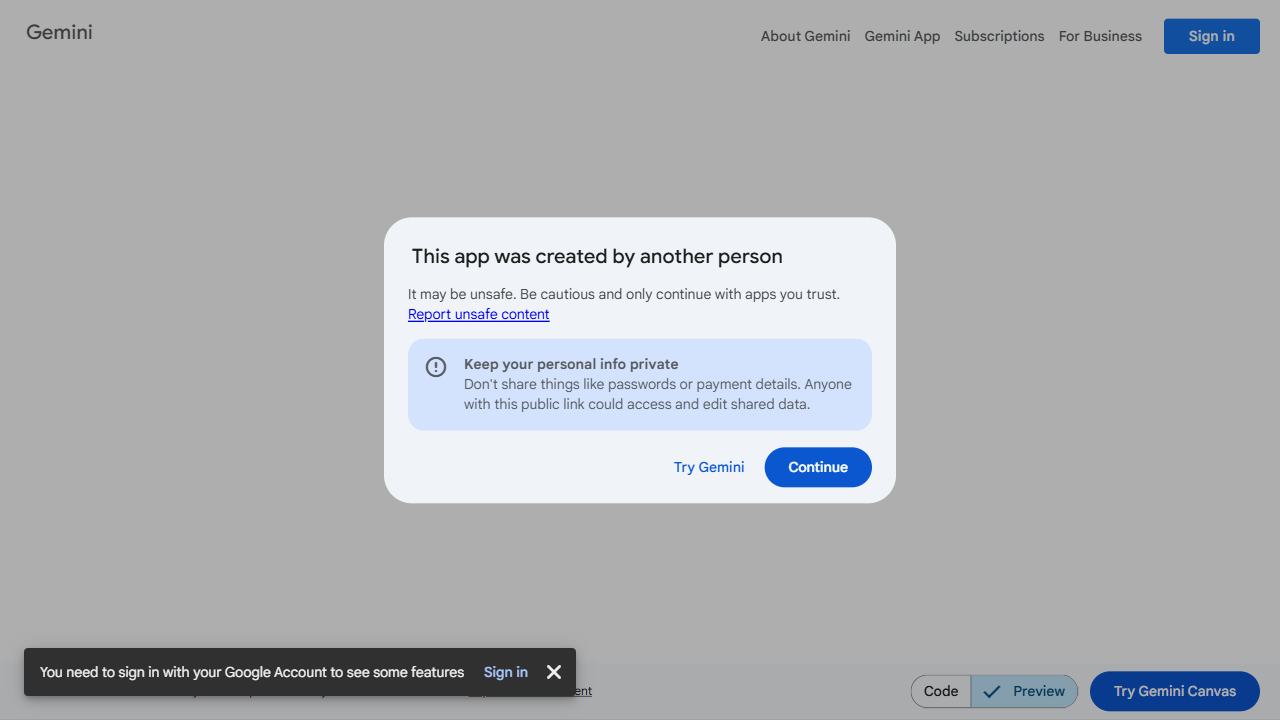 Gemini
About Gemini
Gemini App
Subscriptions
For Business
Sign in
This app was created by another person
It may be unsafe. Be cautious and only continue with apps you trust.
Report unsafe content
Keep your personal info private
Don't share things like passwords or payment details. Anyone
with this public link could access and edit shared data.
Try Gemini
Continue
You need to sign in with your Google Account to see some features
Sign in
Code
Preview
Try Gemini Canvas